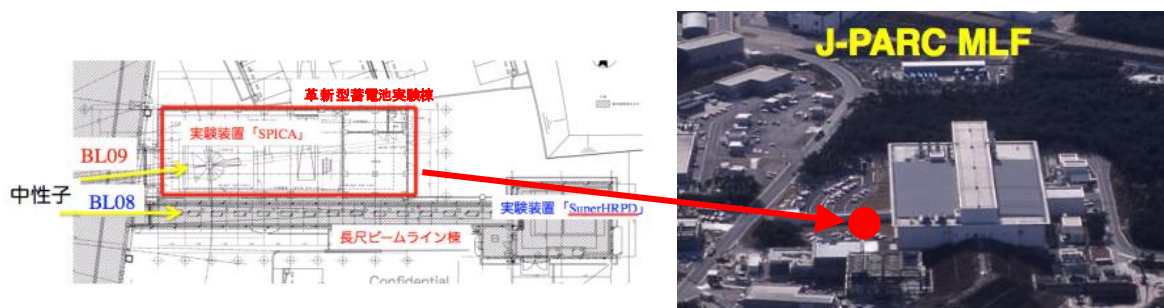 革新型蓄電池実験棟
実験装置「SPICA」
BL09
中性子
BL08
実験装置「SuperHRPD」
長尺ビームライン棟
Confidential
J-PARC MLF